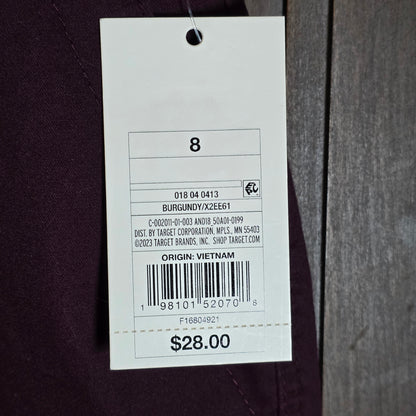 8
018 04 0413
BURGUNDY/X2EE61
C-002011-01-003 AND18 50A01-0199
DIST. BY TARGET CORPORATION, MPLS., MN 55403
©2023 TARGET BRANDS, INC. SHOP TARGET.COM
ORIGIN: VIETNAM
1 98101 52070 8
F16804921
$28.00